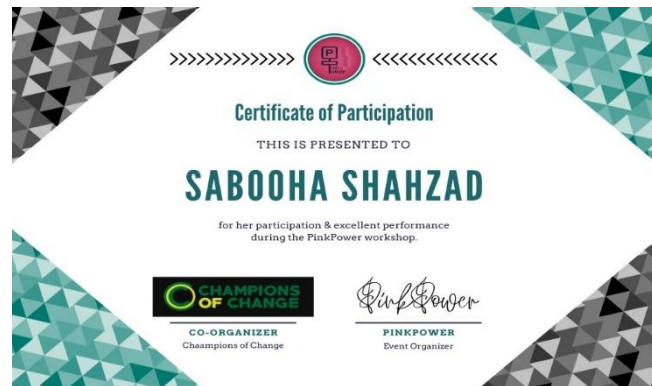 Certificate of Participation
THIS IS PRESENTED TO
SABOOHA SHAHZAD
for her participation & excellent performance
during the PinkPower workshop.
CHAMPIONS
OF CHANGE
PinkPower
CO-ORGANIZER
PINKPOWER
Chaampions of Change
Event Organizer